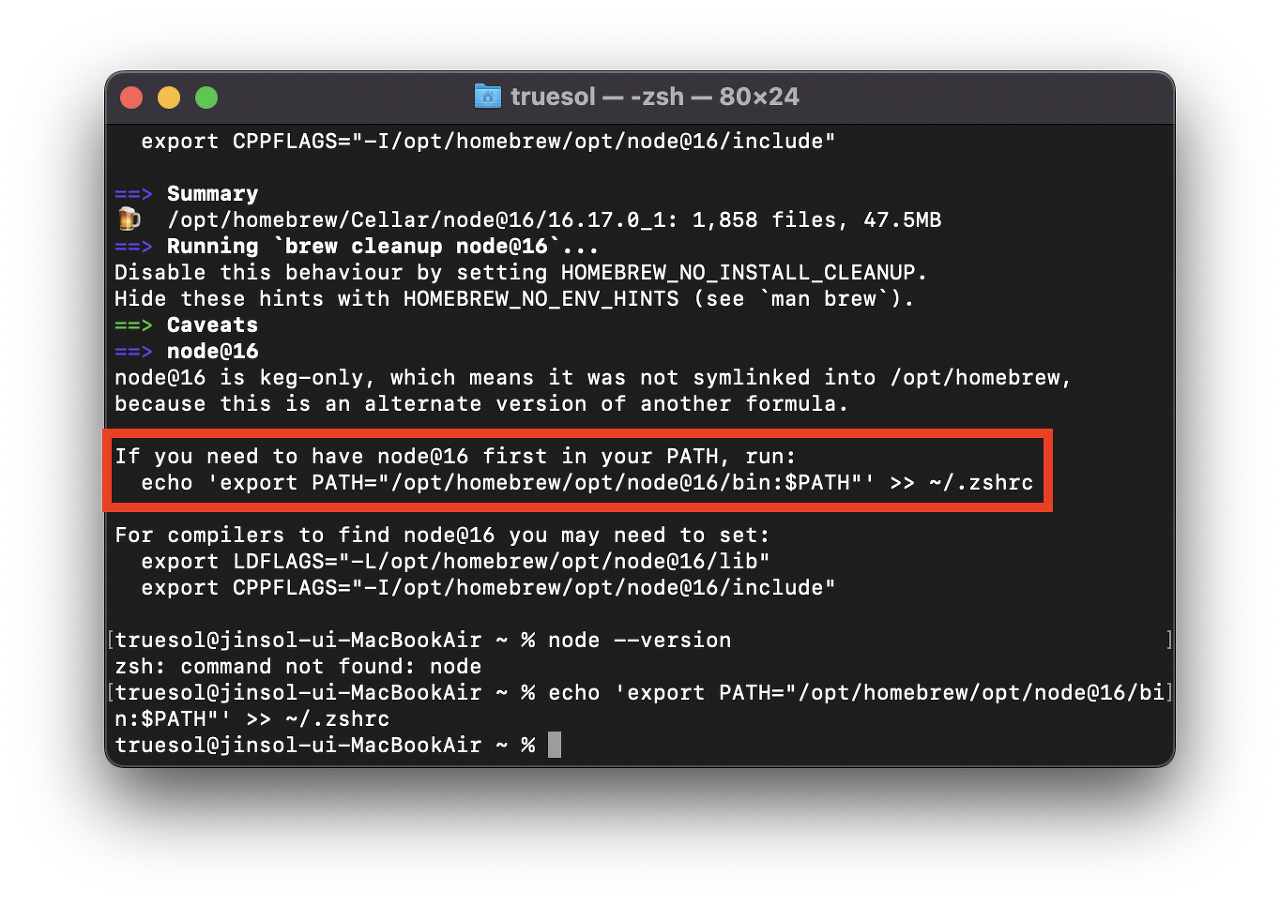 truesol — -zsh — 80×24
export CPPFLAGS="-I/opt/homebrew/opt/node@16/include"
==> Summary
🍺  /opt/homebrew/Cellar/node@16/16.17.0_1: 1,858 files, 47.5MB
==> Running `brew cleanup node@16`...
Disable this behaviour by setting HOMEBREW_NO_INSTALL_CLEANUP.
Hide these hints with HOMEBREW_NO_ENV_HINTS (see `man brew`).
==> Caveats
==> node@16
node@16 is keg-only, which means it was not symlinked into /opt/homebrew,
because this is an alternate version of another formula.
If you need to have node@16 first in your PATH, run:
echo 'export PATH="/opt/homebrew/opt/node@16/bin:$PATH"' >> ~/.zshrc
For compilers to find node@16 you may need to set:
export LDFLAGS="-L/opt/homebrew/opt/node@16/lib"
export CPPFLAGS="-I/opt/homebrew/opt/node@16/include"
[truesol@jinsol-ui-MacBookAir ~ % node --version ]
zsh: command not found: node
[truesol@jinsol-ui-MacBookAir ~ % echo 'export PATH="/opt/homebrew/opt/node@16/bi]
n:$PATH"' >> ~/.zshrc
truesol@jinsol-ui-MacBookAir ~ %